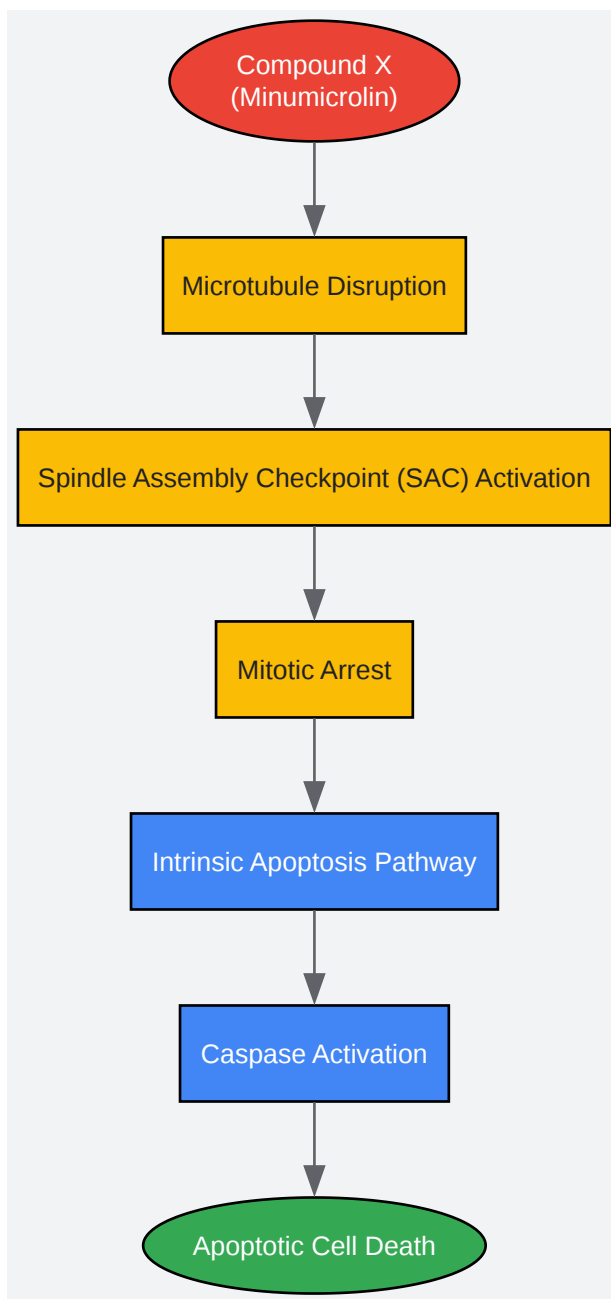 Compound X
(Minumicrolin)
Microtubule Disruption
Spindle Assembly Checkpoint (SAC) Activation
Mitotic Arrest
Intrinsic Apoptosis Pathway
Caspase Activation
Apoptotic Cell Death